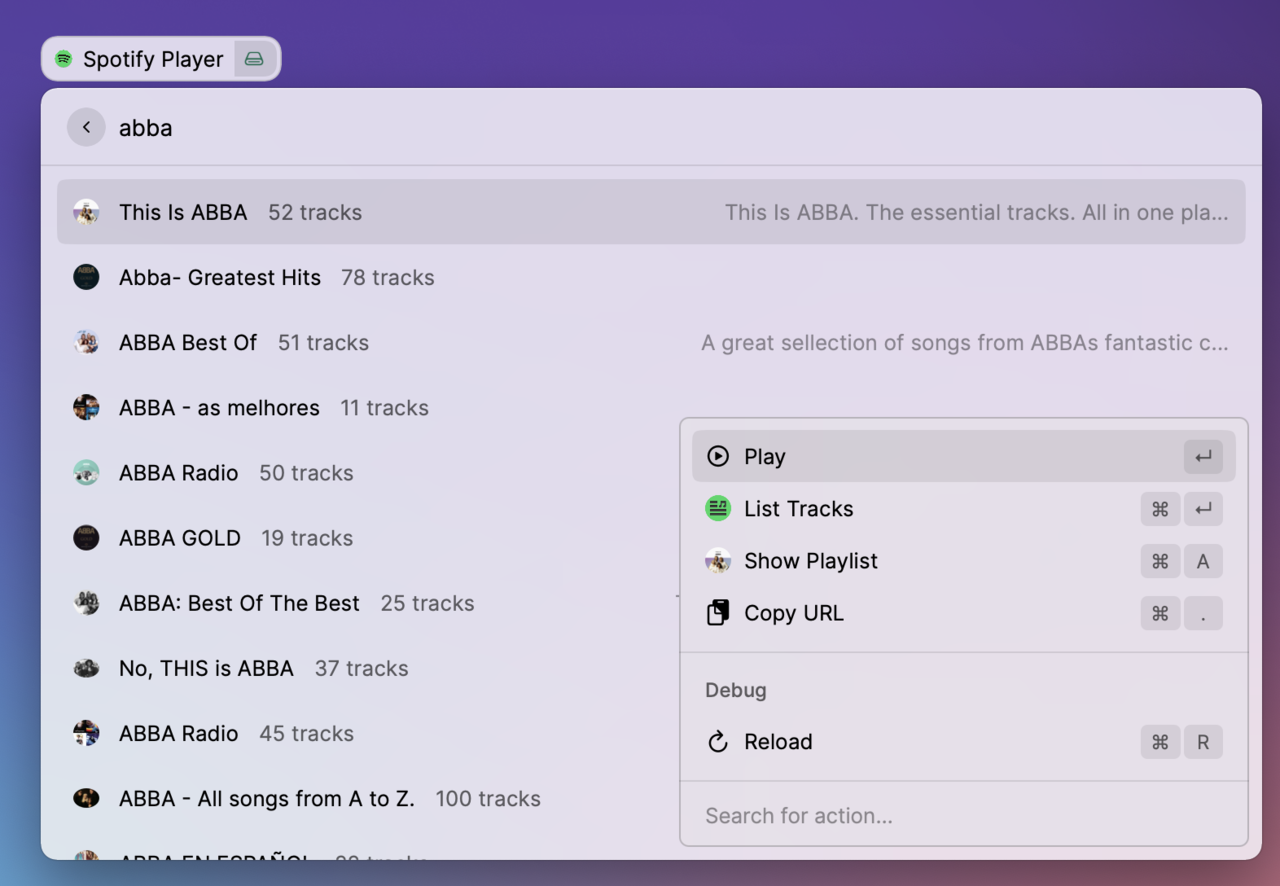 Spotify Player
abba
This Is ABBA 52 tracks This Is ABBA. The essential tracks. All in one pla...
Abba- Greatest Hits 78 tracks
ABBA Best Of 51 tracks A great sellection of songs from ABBAs fantastic c...
ABBA - as melhores 11 tracks
ABBA Radio 50 tracks
ABBA GOLD 19 tracks
ABBA: Best Of The Best 25 tracks
No, THIS is ABBA 37 tracks
ABBA Radio 45 tracks
ABBA - All songs from A to Z. 100 tracks
ABBA EN ESPAÑOL
Play ↵
List Tracks ⌘ ↵
Show Playlist ⌘ A
Copy URL ⌘ .
Debug
Reload ⌘ R
Search for action...